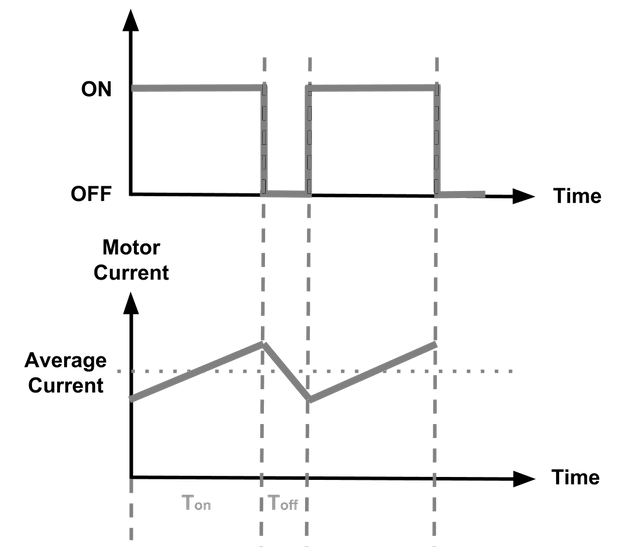 ON
OFF
Time
Motor
Current
Average
Current
Time
Ton
Toff